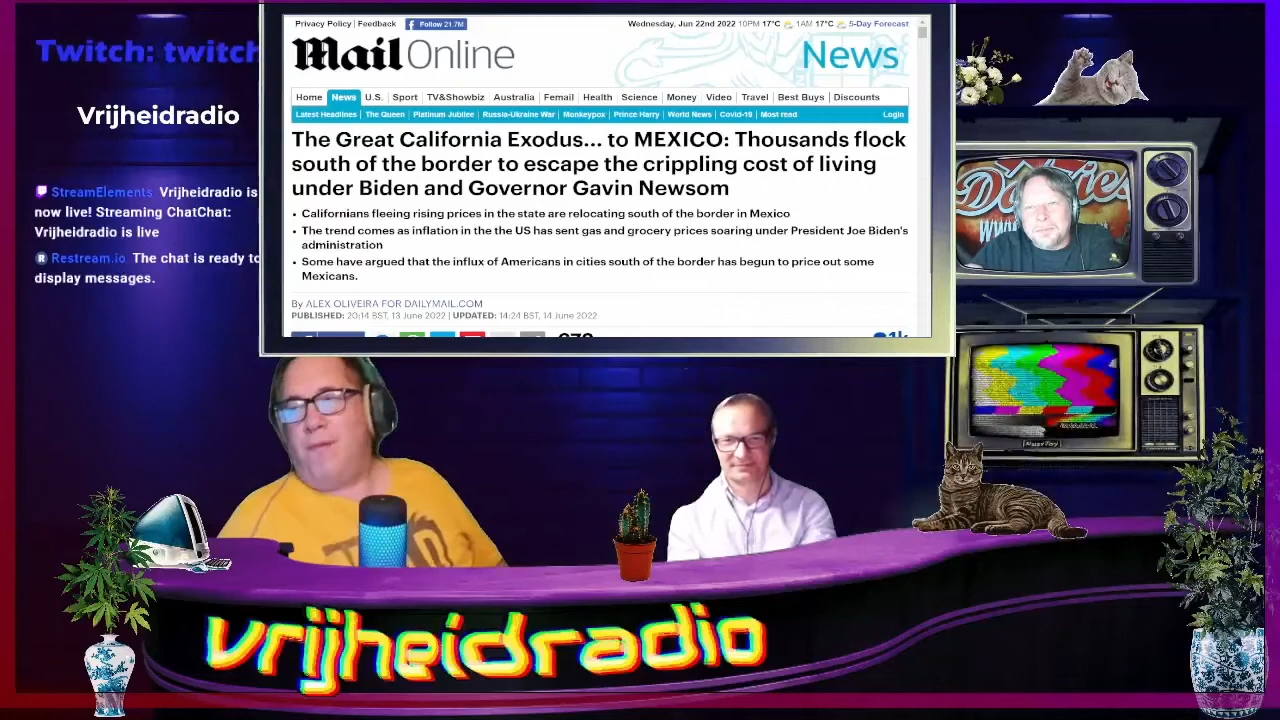 Twitch: twitch
vrijheidradio
StreamElements Vrijheidradio is
now live! Streaming ChatChat:
Vrijheidradio is live
Restream.io The chat is ready to
display messages.
Privacy Policy | Feedback Follow 21.7M Wednesday, Jun 22nd 2022 10PM 17°C 1AM 17°C 5-Day Forecast
Mail Online News
Home News U.S. Sport TV&Showbiz Australia Femail Health Science Money Video Travel Best Buys Discounts
Latest Headlines The Queen Platinum Jubilee Russia-Ukraine War Monkeypox Prince Harry World News Covid-19 Most read Login
The Great California Exodus... to MEXICO: Thousands flock
south of the border to escape the crippling cost of living
under Biden and Governor Gavin Newsom
• Californians fleeing rising prices in the state are relocating south of the border in Mexico
• The trend comes as inflation in the the US has sent gas and grocery prices soaring under President Joe Biden's
administration
• Some have argued that the influx of Americans in cities south of the border has begun to price out some
Mexicans.
By ALEX OLIVEIRA FOR DAILYMAIL.COM
PUBLISHED: 20:14 BST, 13 June 2022 | UPDATED: 14:24 BST, 14 June 2022
vrijheidradio